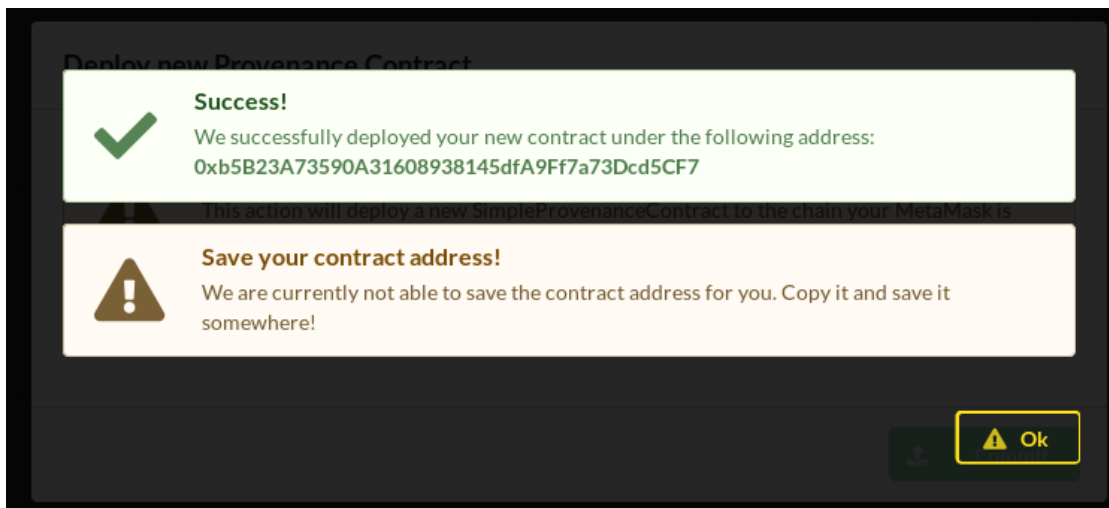 Deploy new Provenance Contract
Success!
We successfully deployed your new contract under the following address:
0xb5B23A73590A31608938145dfA9Ff7a73Dcd5CF7
This action will deploy a new SimpleProvenanceContract to the chain your MetaMask is
Save your contract address!
We are currently not able to save the contract address for you. Copy it and save it
somewhere!
Ok
Commit